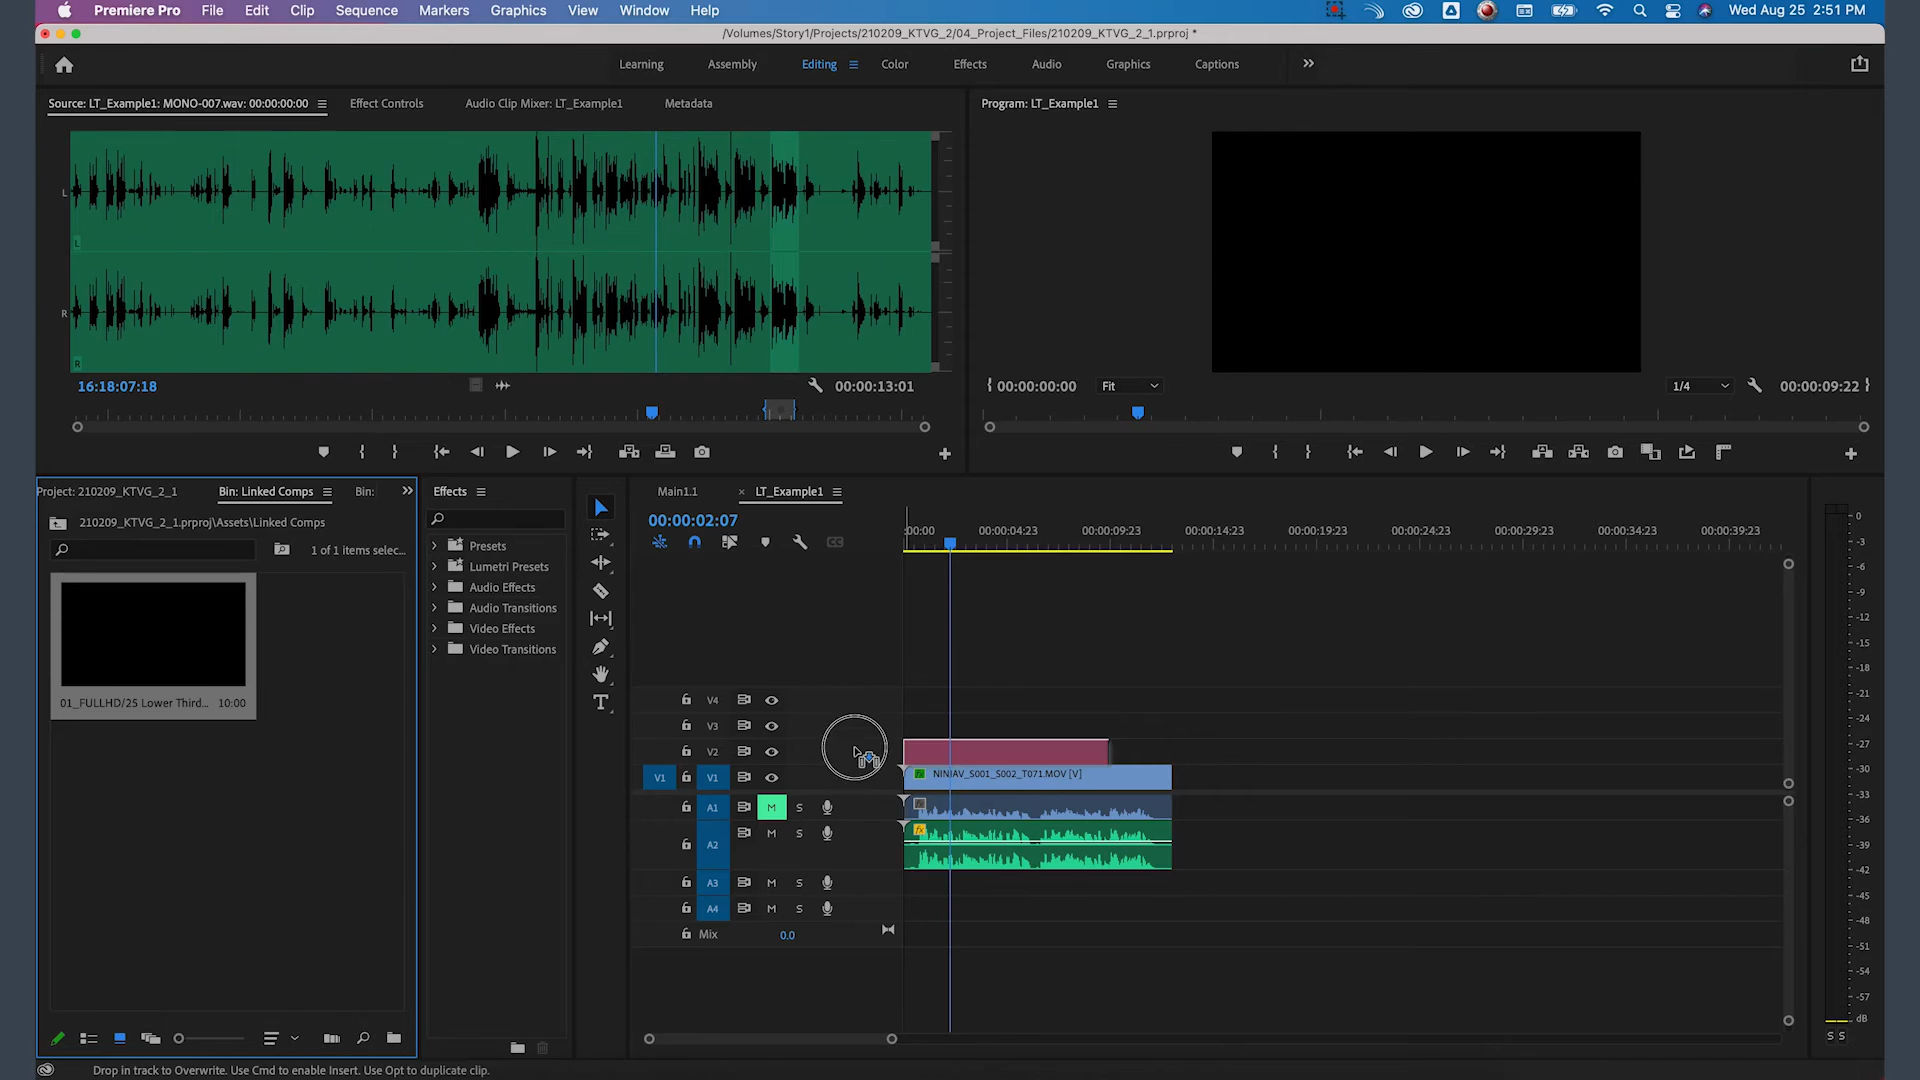 Premiere Pro File Edit Clip Sequence Markers Graphics View Window Help Wed Aug 25 2:51 PM
/Volumes/Story1/Projects/210209_KTVG_2/04_Project_Files/210209_KTVG_2_1.prproj *
Learning Assembly Editing Color Effects Audio Graphics Captions
Source: LT_Example1: MONO-007.wav: 00:00:00:00 Effect Controls Audio Clip Mixer: LT_Example1 Metadata
Program: LT_Example1
L
L
R
R
16:18:07:18 00:00:13:01
00:00:00:00 Fit 1/4 00:00:09:22
Project: 210209_KTVG_2_1 Bin: Linked Comps Bin:
210209_KTVG_2_1.prproj\Assets\Linked Comps
1 of 1 items selec...
01_FULLHD/25 Lower Third... 10:00
Effects
Presets
Lumetri Presets
Audio Effects
Audio Transitions
Video Effects
Video Transitions
T
Main1.1 × LT_Example1
00:00:02:07
CC
:00:00 00:00:04:23 00:00:09:23 00:00:14:23 00:00:19:23 00:00:24:23 00:00:29:23 00:00:34:23 00:00:39:23
V4
V3
V2
V1 V1 fx NINIAV_S001_S002_T071.MOV [V]
A1 M S
A2 M S fx
A3 M S
A4 M S
Mix 0.0
0
-3
-6
-9
-12
-15
-18
-21
-24
-27
-30
-33
-36
-39
-42
-45
-48
-51
-54
-57
dB
S S
Drop in track to Overwrite. Use Cmd to enable Insert. Use Opt to duplicate clip.